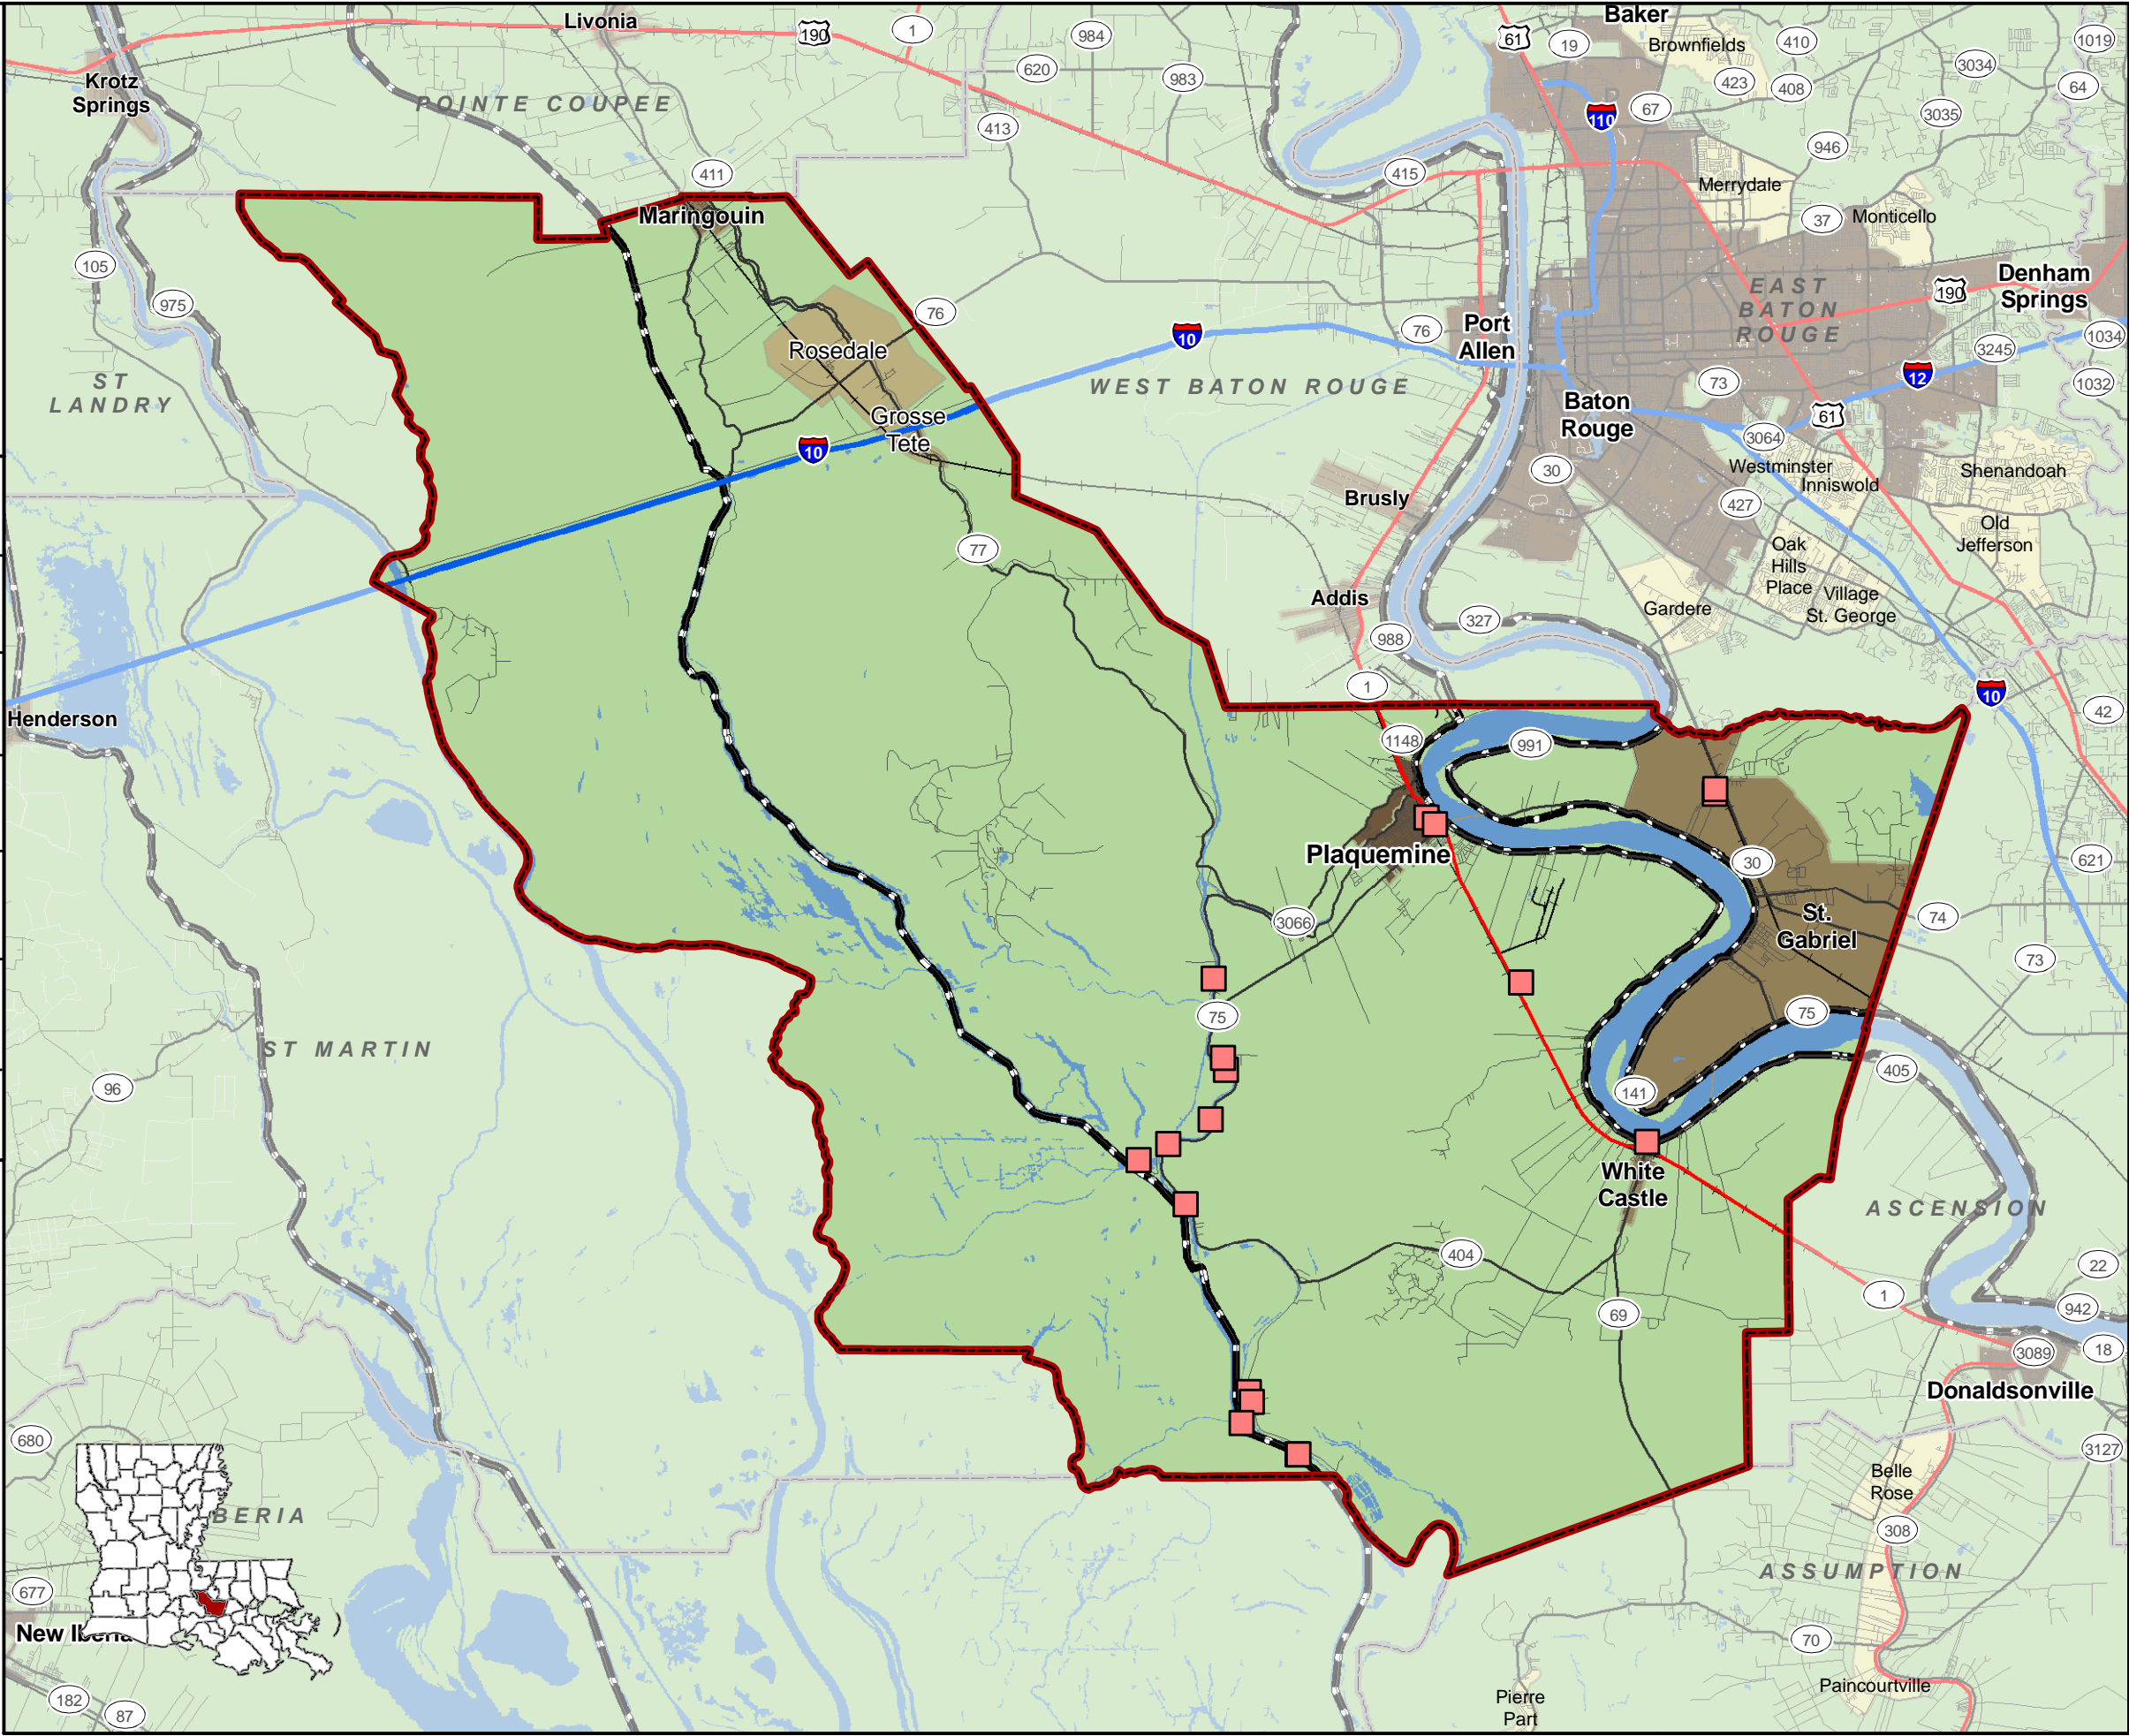 Livonia
190
1
984
61
19
Baker
Brownfields
410
1019
Krotz
Springs
620
983
3034
423
408
64
POINTE COUPEE
110
67
3035
413
946
411
415
Merrydale
Maringouin
37
Monticello
105
975
EAST
BATON
ROUGE
190
Denham
Springs
76
10
76
Port
Allen
Rosedale
3245
1034
ST
LANDRY
WEST BATON ROUGE
73
12
1032
Grosse
Tete
10
Baton
Rouge
61
3064
30
Westminster
Inniswold
Shenandoah
Brusly
427
77
Old
Jefferson
Oak
Hills
Place
Addis
Gardere
Village
St. George
327
988
1
10
42
Henderson
1148
991
Plaquemine
30
621
3066
St.
Gabriel
74
73
75
75
ST MARTIN
96
141
405
White
Castle
ASCENSION
404
22
1
942
69
3089
18
Donaldsonville
680
3127
Belle
Rose
BERIA
308
677
ASSUMPTION
New Iberia
70
182
87
Pierre
Part
Paincourtville